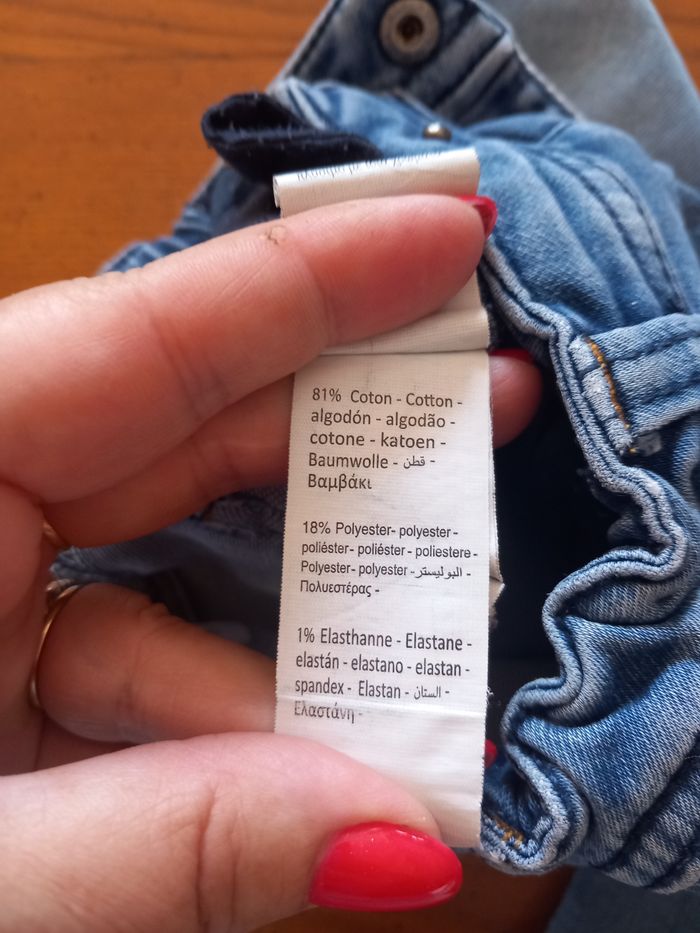 81% Coton - Cotton -
algodón - algodão -
cotone - katoen -
Baumwolle - قطن -
Βαμβάκι
18% Polyester- polyester -
poliéster- poliéster - poliestere -
Polyester- polyester - البوليستر -
Πολυεστέρας -
1% Elasthanne - Elastane -
elastán - elastano - elastan -
spandex - Elastan - الستان -
Ελαστάνη -